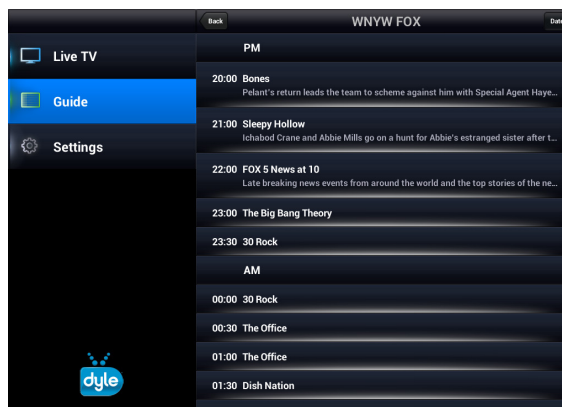 Back
WNYW FOX
Date
Live TV
Guide
Settings
PM
20:00 Bones
Pelant's return leads the team to scheme against him with Special Agent Haye...
21:00 Sleepy Hollow
Ichabod Crane and Abbie Mills go on a hunt for Abbie's estranged sister after t...
22:00 FOX 5 News at 10
Late breaking news events from around the world and the top stories of the ne...
23:00 The Big Bang Theory
23:30 30 Rock
AM
00:00 30 Rock
00:30 The Office
01:00 The Office
01:30 Dish Nation
dyle